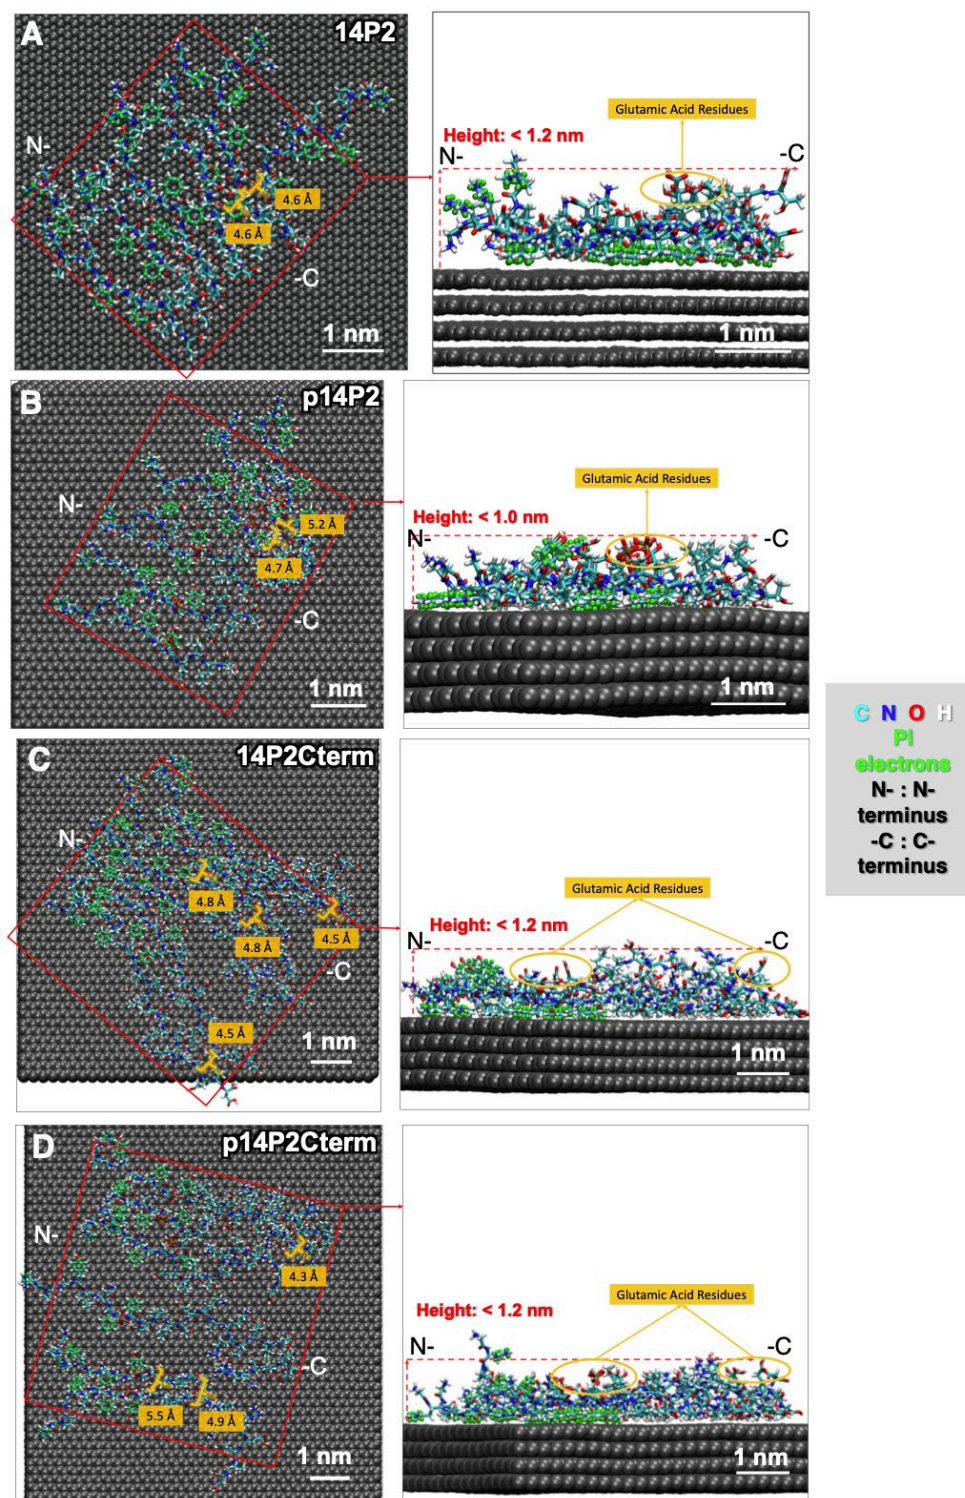 A
14P2
N-
4.6 Å
4.6 Å
-C
1 nm
Glutamic Acid Residues
Height: < 1.2 nm
N-
-C
1 nm
B
p14P2
N-
5.2 Å
4.7 Å
-C
1 nm
Glutamic Acid Residues
Height: < 1.0 nm
N-
-C
1 nm
C
14P2Cterm
N-
4.8 Å
4.8 Å
4.5 Å
-C
4.5 Å
1 nm
Glutamic Acid Residues
Height: < 1.2 nm
N-
-C
1 nm
D
p14P2Cterm
N-
4.3 Å
-C
5.5 Å
4.9 Å
1 nm
Glutamic Acid Residues
Height: < 1.2 nm
N-
-C
1 nm
C N O H
PI
electrons
N- : N-
terminus
-C : C-
terminus